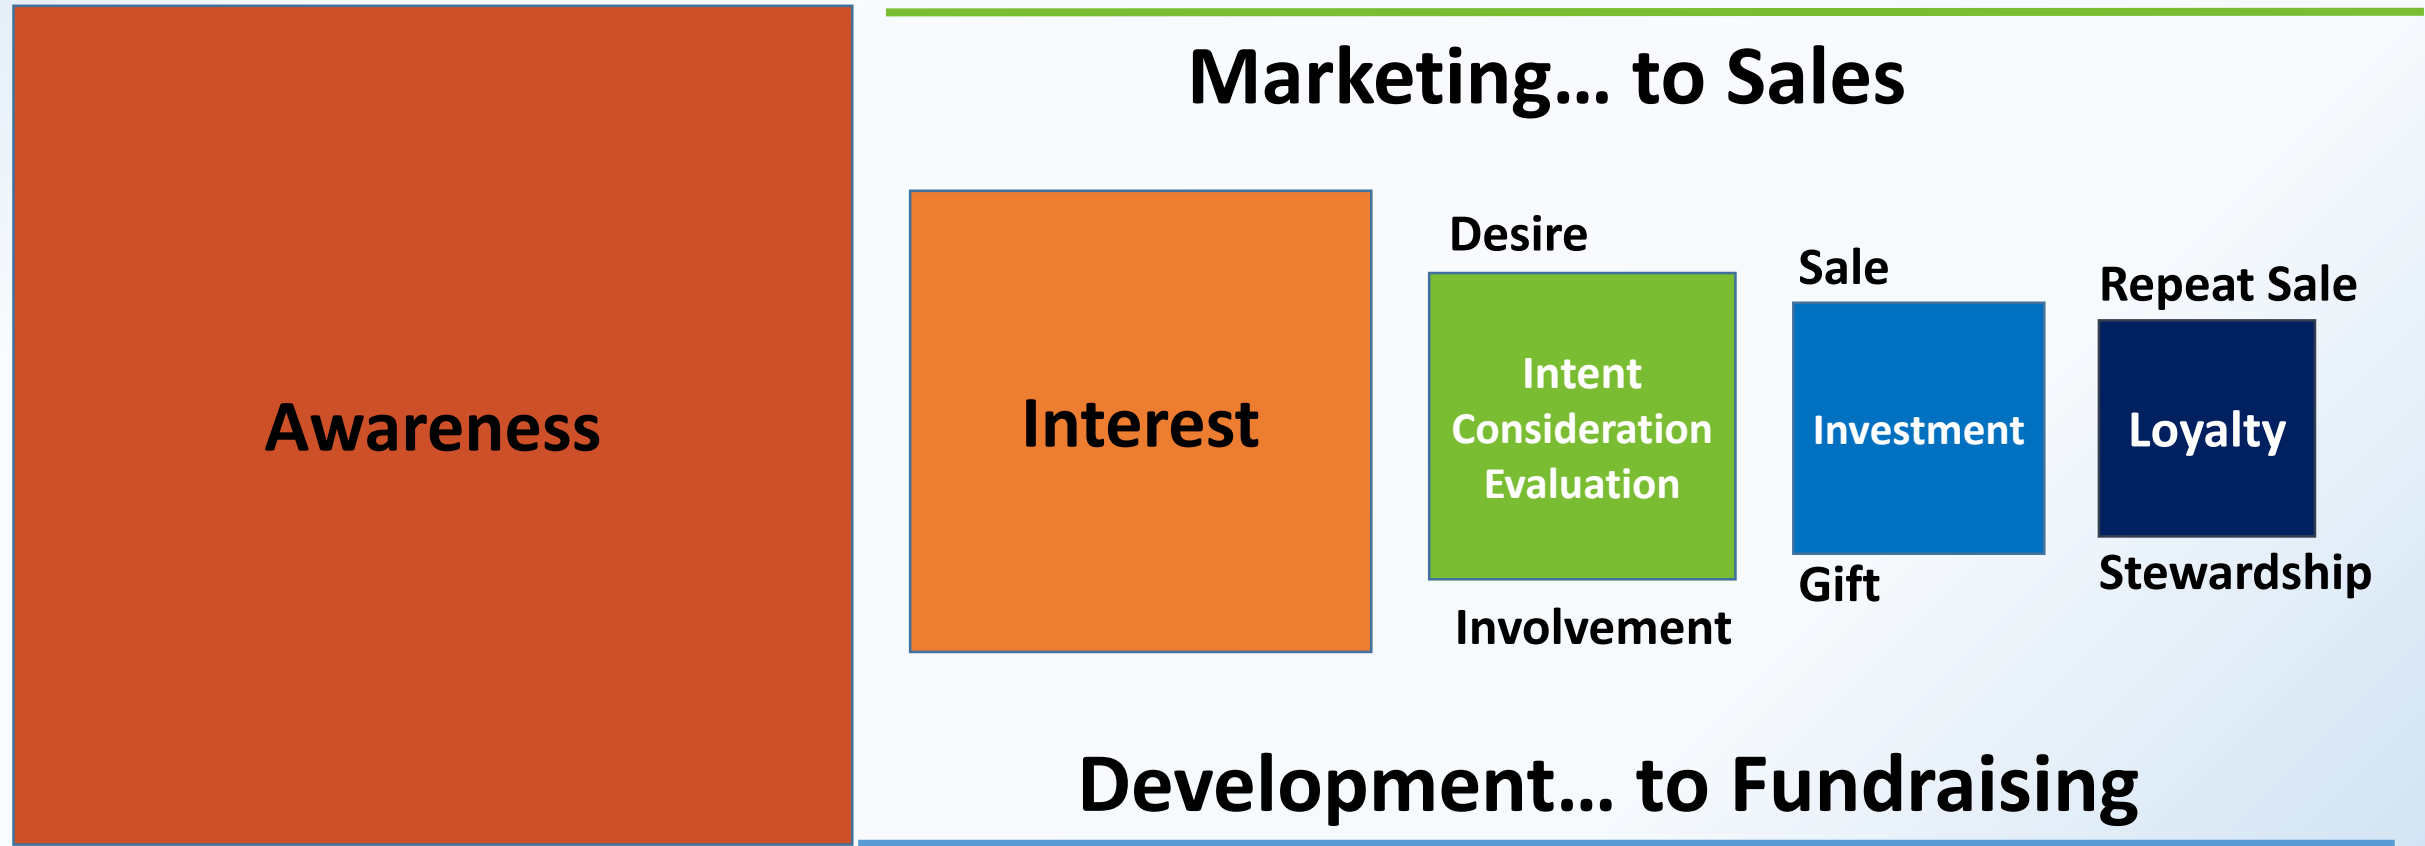 Marketing... to Sales
Awareness
Interest
Desire
Intent
Consideration
Evaluation
Involvement
Sale
Investment
Gift
Repeat Sale
Loyalty
Stewardship
Development... to Fundraising